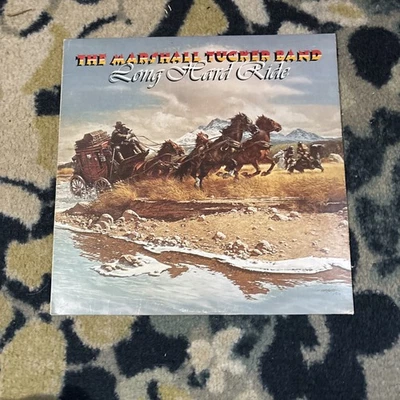 THE MARSHALL TUCKER BAND
Long Hard Ride